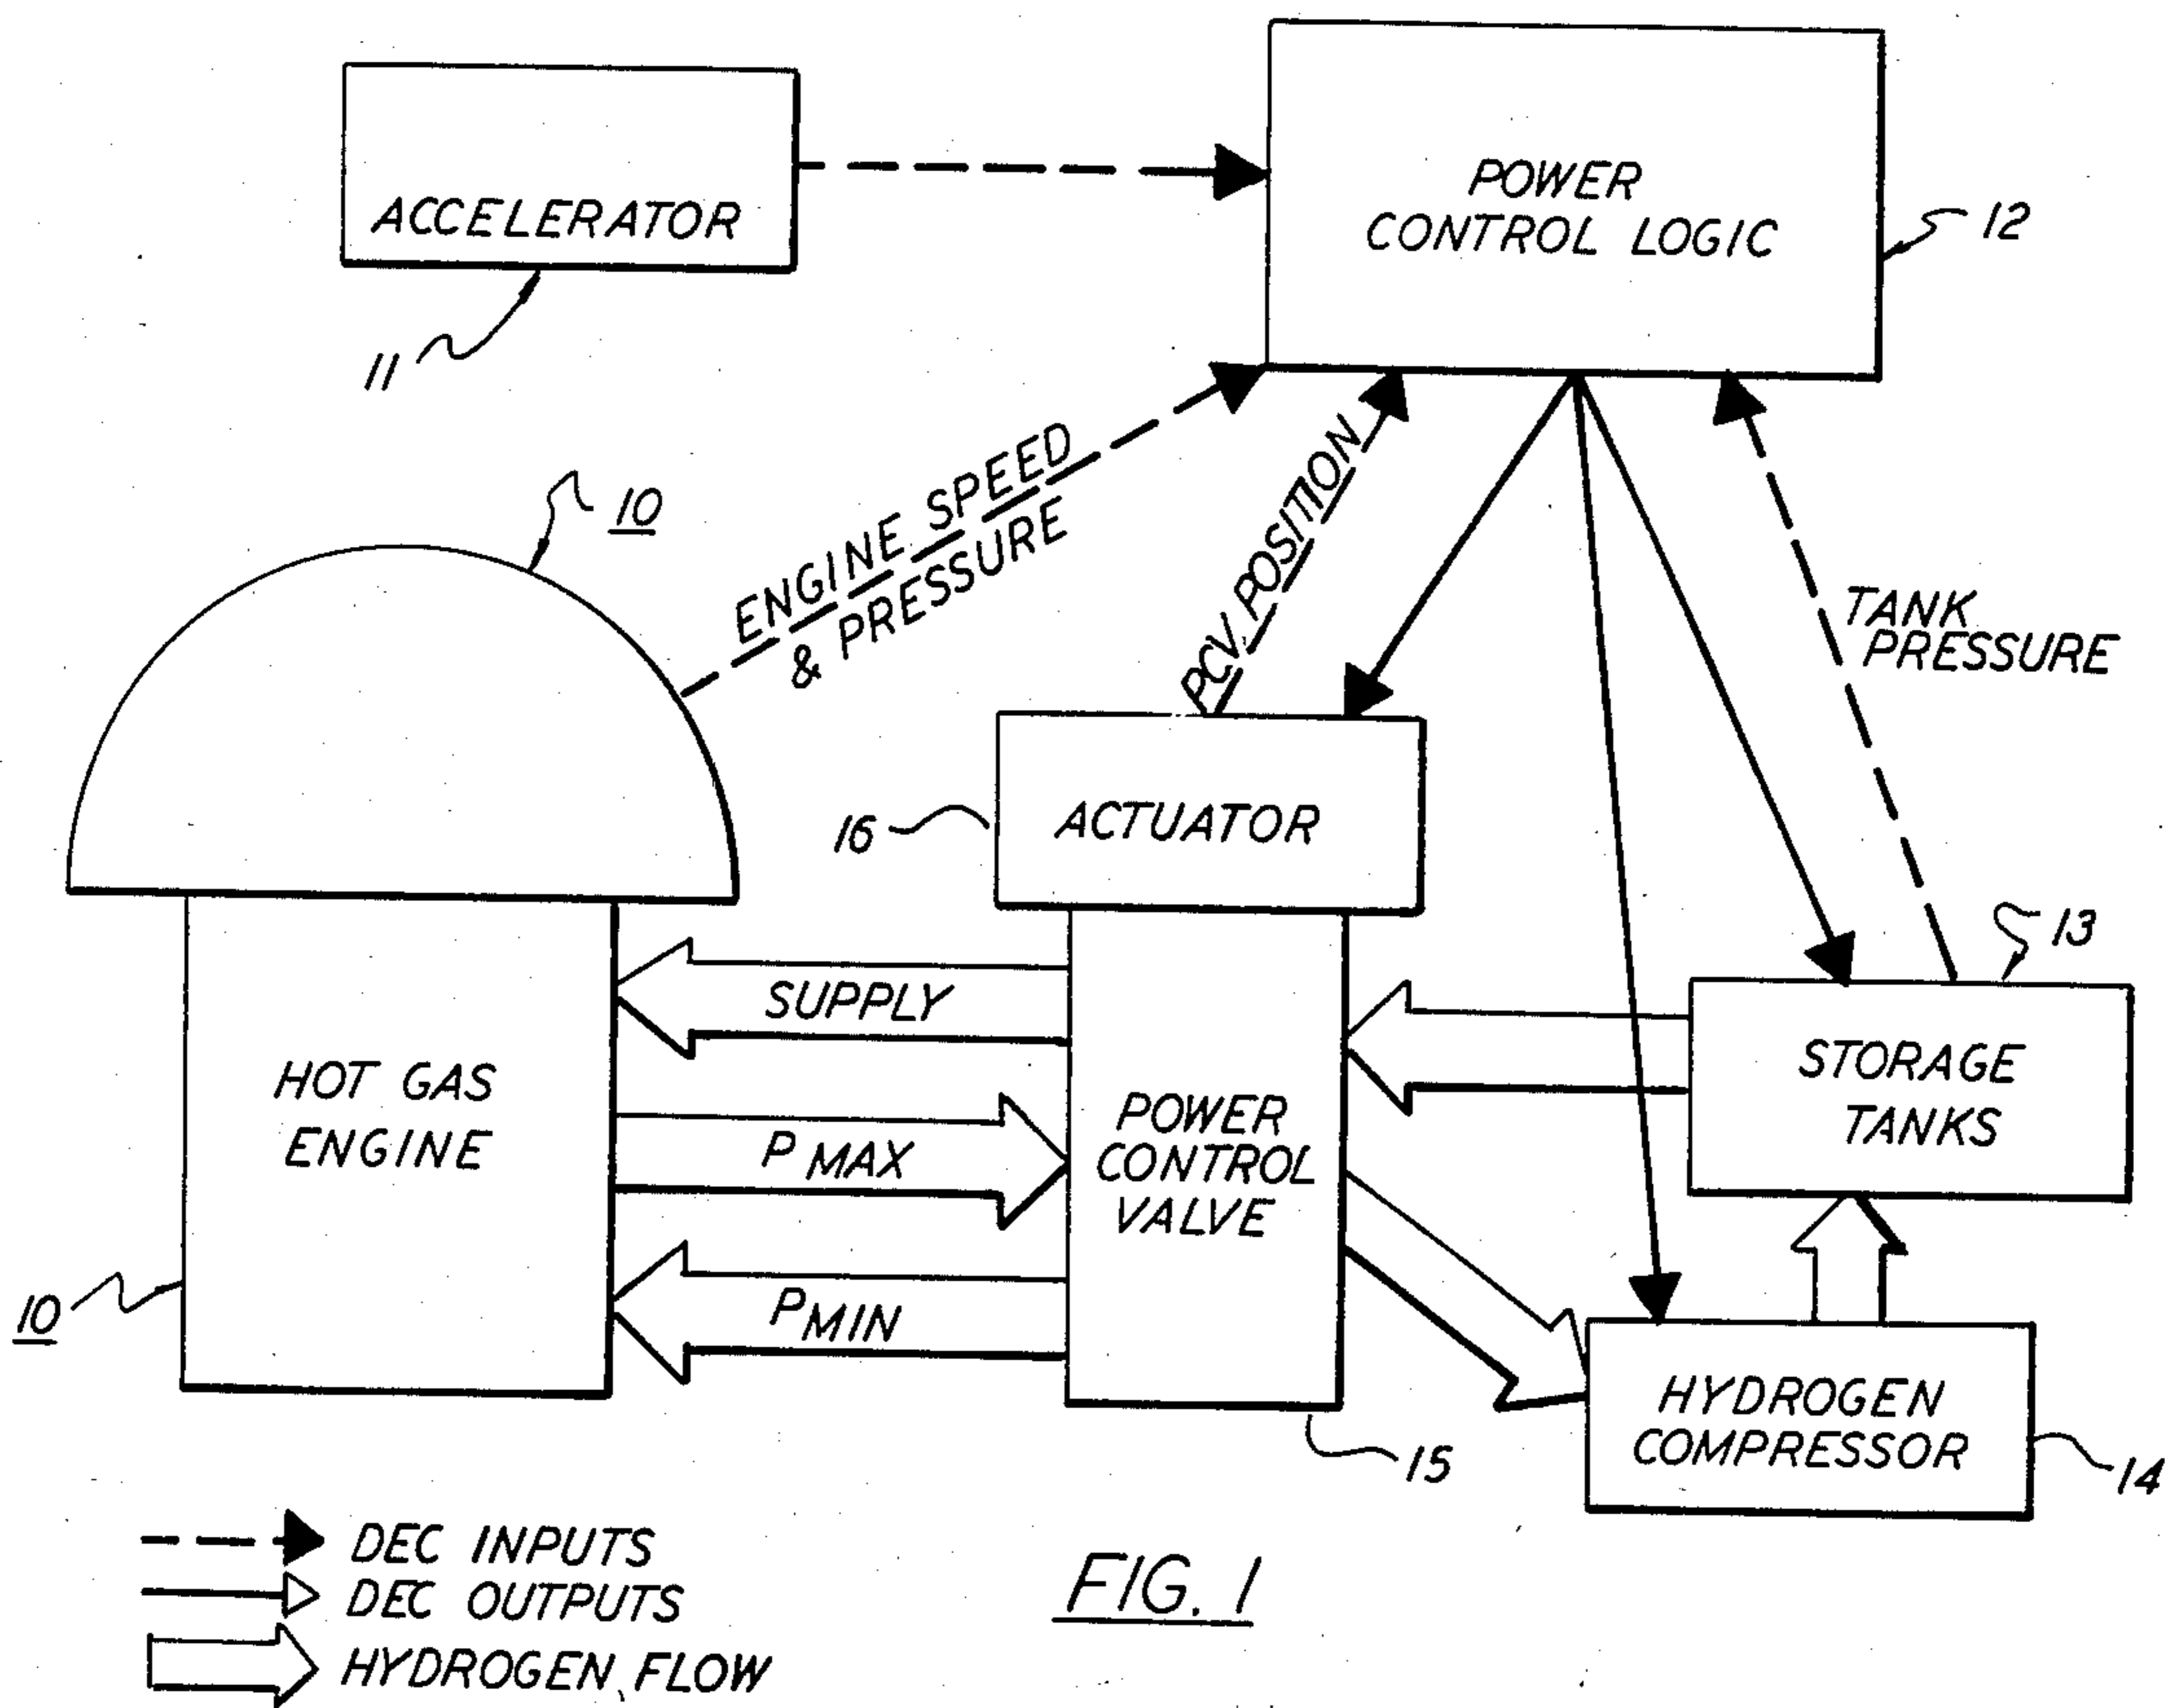 ACCELERATOR
11
POWER
CONTROL LOGIC
12
10
ENGINE SPEED
& PRESSURE
PCV POSITION
TANK
PRESSURE
16
ACTUATOR
13
HOT GAS
ENGINE
SUPPLY
P MAX
PMIN
POWER
CONTROL
VALVE
STORAGE
TANKS
10
HYDROGEN
COMPRESSOR
15
14
DEC INPUTS
DEC OUTPUTS
HYDROGEN FLOW
FIG. 1